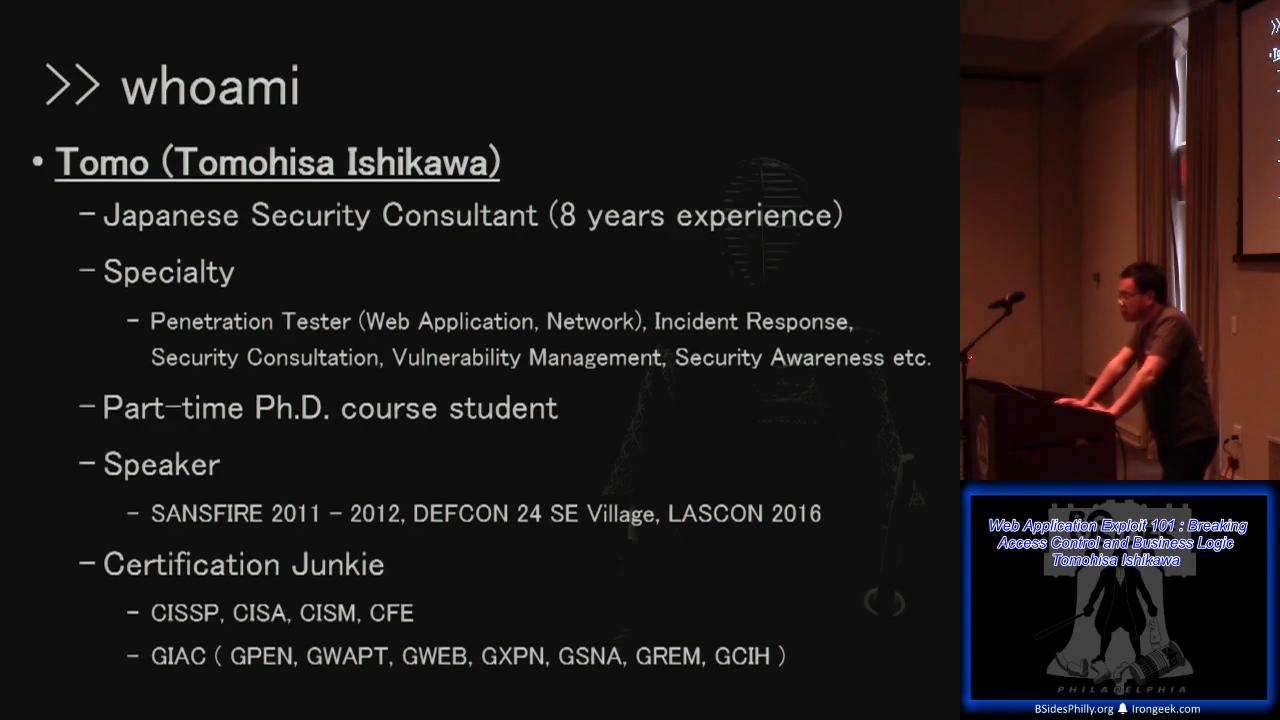 >> whoami
• Tomo (Tomohisa Ishikawa)
– Japanese Security Consultant (8 years experience)
– Specialty
– Penetration Tester (Web Application, Network), Incident Response,
Security Consultation, Vulnerability Management, Security Awareness etc.
– Part-time Ph.D. course student
– Speaker
– SANSFIRE 2011 – 2012, DEFCON 24 SE Village, LASCON 2016
– Certification Junkie
– CISSP, CISA, CISM, CFE
– GIAC ( GPEN, GWAPT, GWEB, GXPN, GSNA, GREM, GCIH )
Web Application Exploit 101 : Breaking
Access Control and Business Logic
Tomohisa Ishikawa
PHILADELPHIA
BSidesPhilly.org Irongeek.com